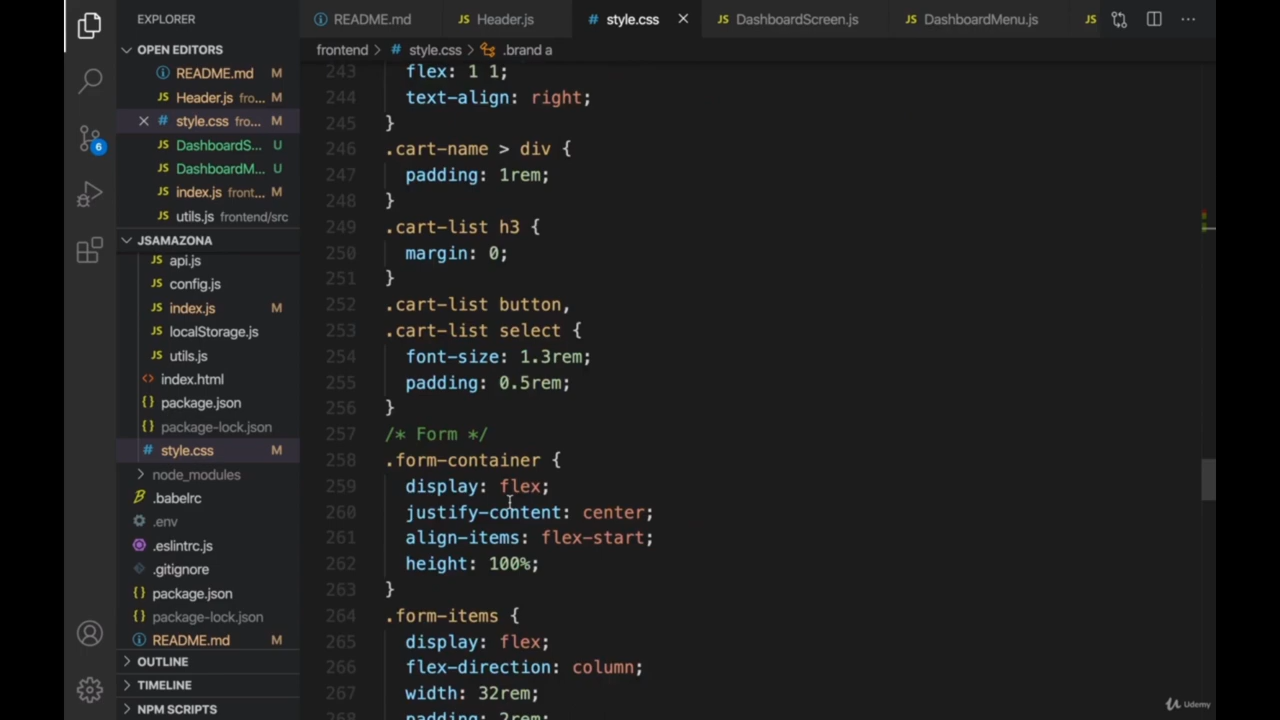 EXPLORER
README.md
Header.js
style.css
DashboardScreen.js
DashboardMenu.js
frontend > style.css > .brand a
OPEN EDITORS
README.md M
Header.js fro... M
style.css fro... M
DashboardS... U
DashboardM... U
index.js front... M
utils.js frontend/src
6
JSAMAZONA
api.js
config.js
index.js M
localStorage.js
utils.js
index.html
package.json
package-lock.json
style.css M
node_modules
.babelrc
.env
.eslintrc.js
.gitignore
package.json
package-lock.json
README.md M
OUTLINE
TIMELINE
NPM SCRIPTS
243 flex: 1 1;
244 text-align: right;
245 }
246 .cart-name > div {
247 padding: 1rem;
248 }
249 .cart-list h3 {
250 margin: 0;
251 }
252 .cart-list button,
253 .cart-list select {
254 font-size: 1.3rem;
255 padding: 0.5rem;
256 }
257 /* Form */
258 .form-container {
259 display: flex;
260 justify-content: center;
261 align-items: flex-start;
262 height: 100%;
263 }
264 .form-items {
265 display: flex;
266 flex-direction: column;
267 width: 32rem;
268 padding: 2rem;
Udemy